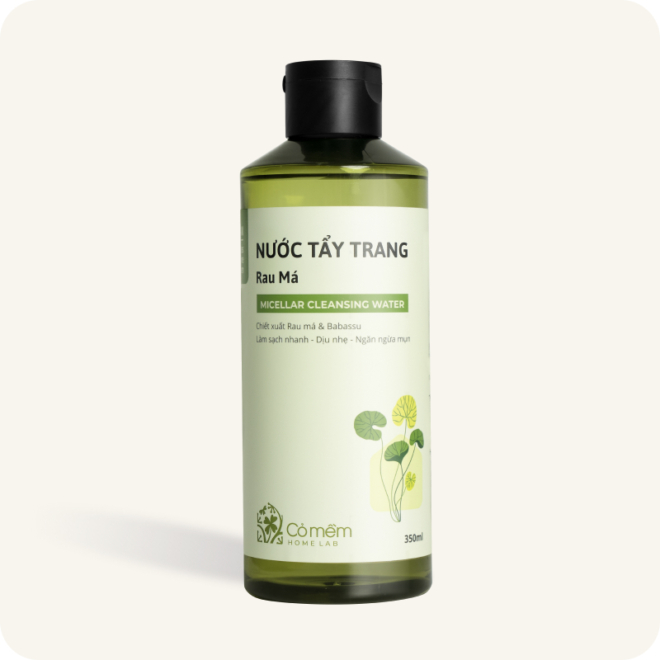 NƯỚC TẨY TRANG
Rau Má
MICELLAR CLEANSING WATER
Chiết xuất Rau má & Babassu
Làm sạch nhanh - Dịu nhẹ - Ngăn ngừa mụn
Cỏ mềm
HOME LAB
350ml